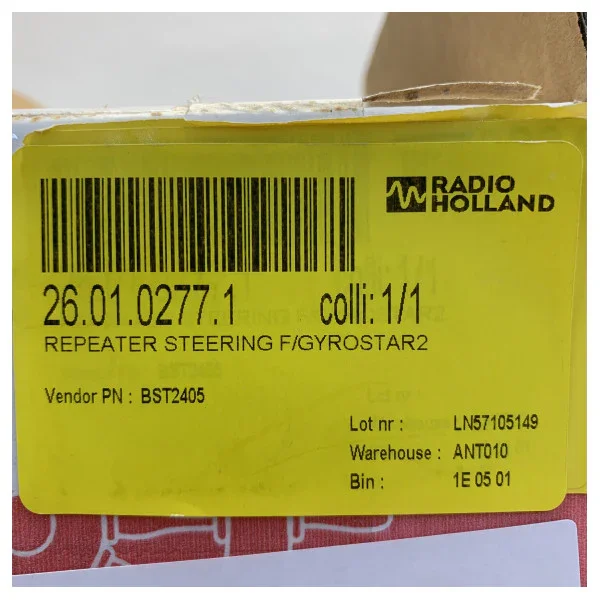 RADIO
HOLLAND
26.01.0277.1 colli: 1/1
REPEATER STEERING F/GYROSTAR2
Vendor PN : BST2405
Lot nr : LN57105149
Warehouse : ANT010
Bin : 1E 05 01